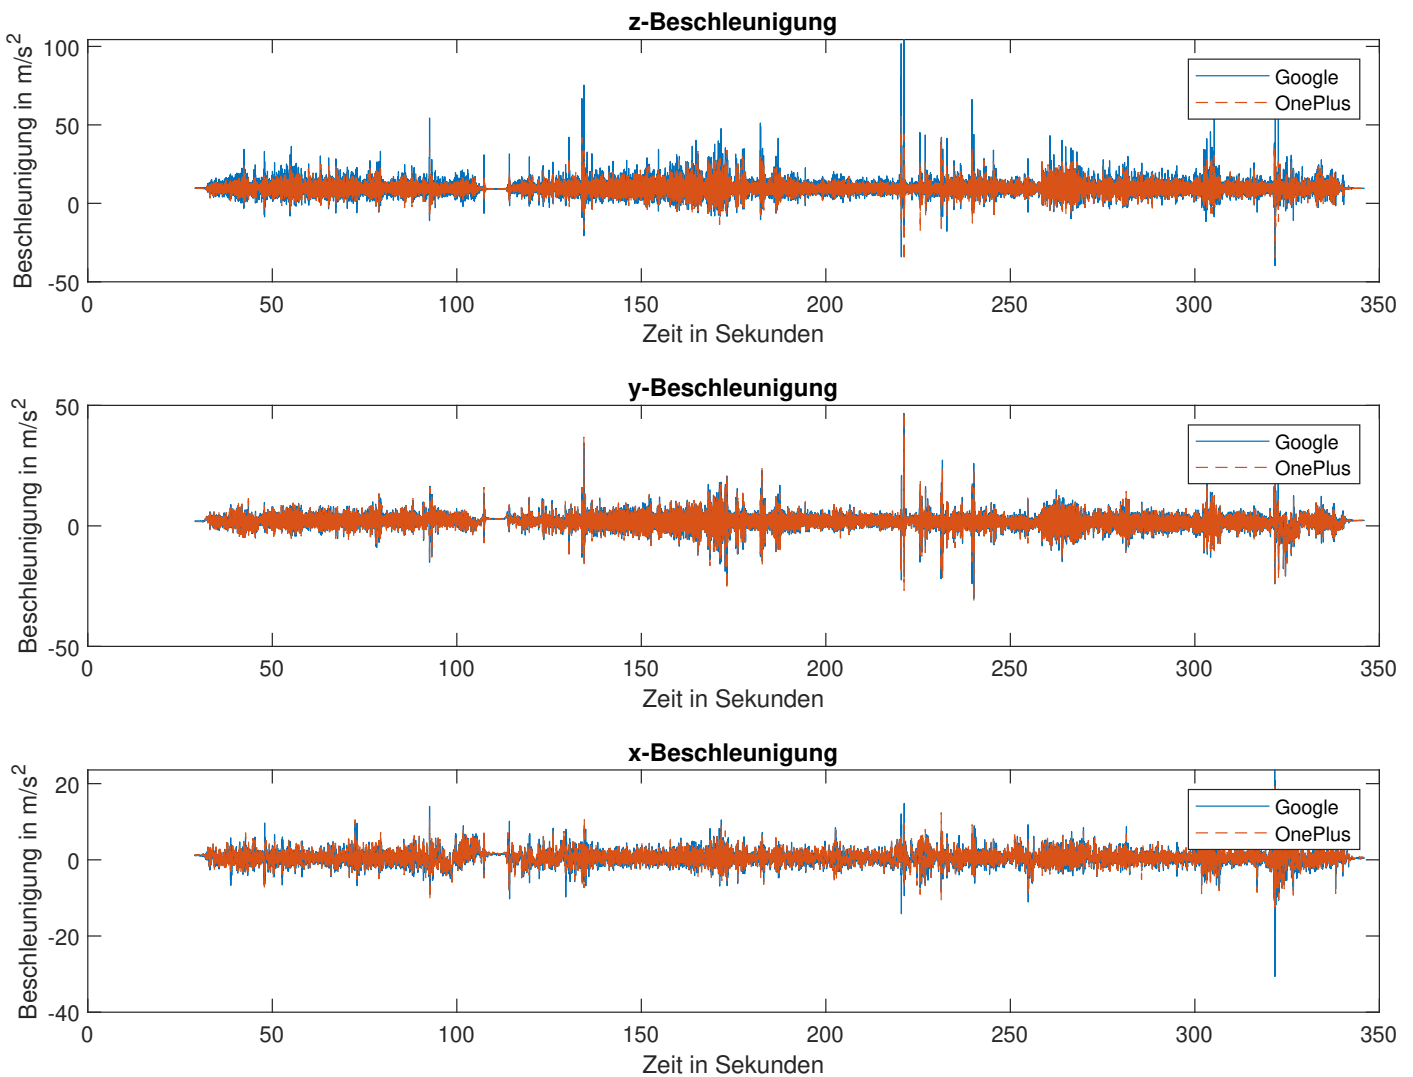 z-Beschleunigung
Beschleunigung in m/s²
100
50
0
-50
Google
OnePlus
0 50 100 150 200 250 300 350
Zeit in Sekunden
y-Beschleunigung
Beschleunigung in m/s²
50
0
-50
Google
OnePlus
0 50 100 150 200 250 300 350
Zeit in Sekunden
x-Beschleunigung
Beschleunigung in m/s²
20
0
-20
-40
Google
OnePlus
0 50 100 150 200 250 300 350
Zeit in Sekunden